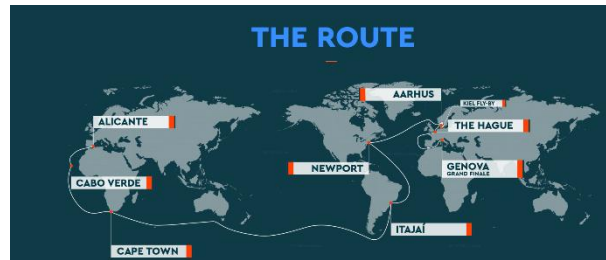 THE ROUTE
ALICANTE
CABO VERDE
CAPE TOWN
ITAJAÍ
NEWPORT
AARHUS
KIEL FLY-BY
THE HAGUE
GENOVA
GRAND FINALE